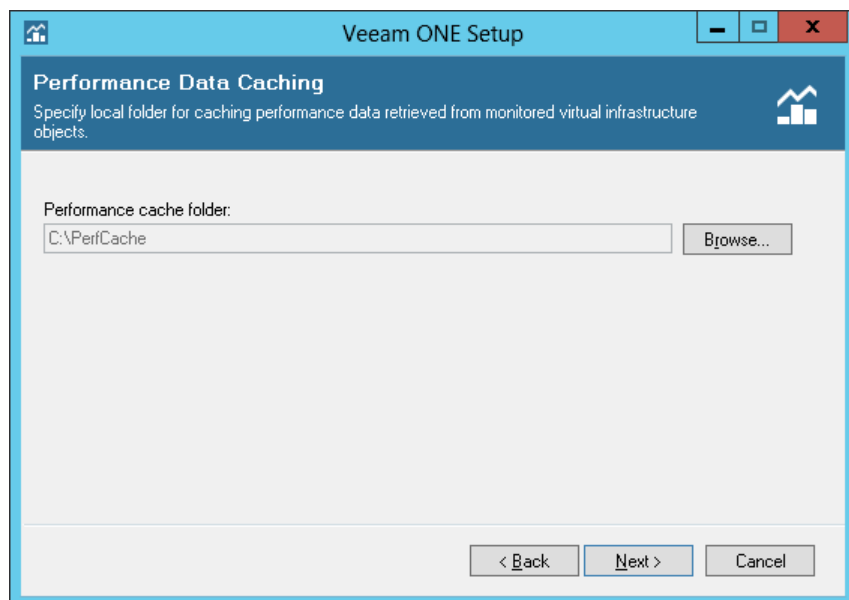 Veeam ONE Setup
Performance Data Caching
Specify local folder for caching performance data retrieved from monitored virtual infrastructure
objects.
Performance cache folder:
C:\PerfCache
Browse...
< Back
Next >
Cancel